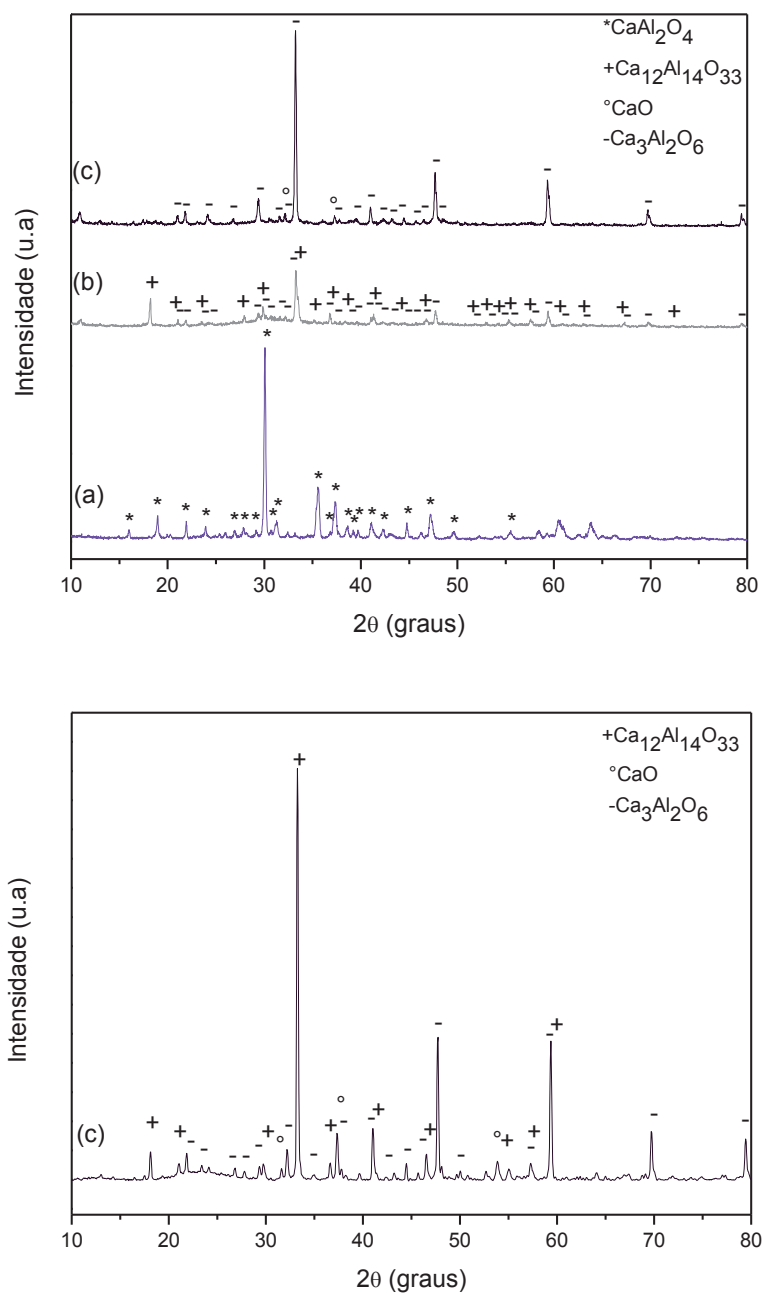 *CaAl2O4
+Ca12Al14O33
°CaO
-Ca3Al2O6
(c)
(b)
(a)
Intensidade (u.a)
10 20 30 40 50 60 70 80
2θ (graus)
+Ca12Al14O33
°CaO
-Ca3Al2O6
Intensidade (u.a)
(c)
10 20 30 40 50 60 70 80
2θ (graus)